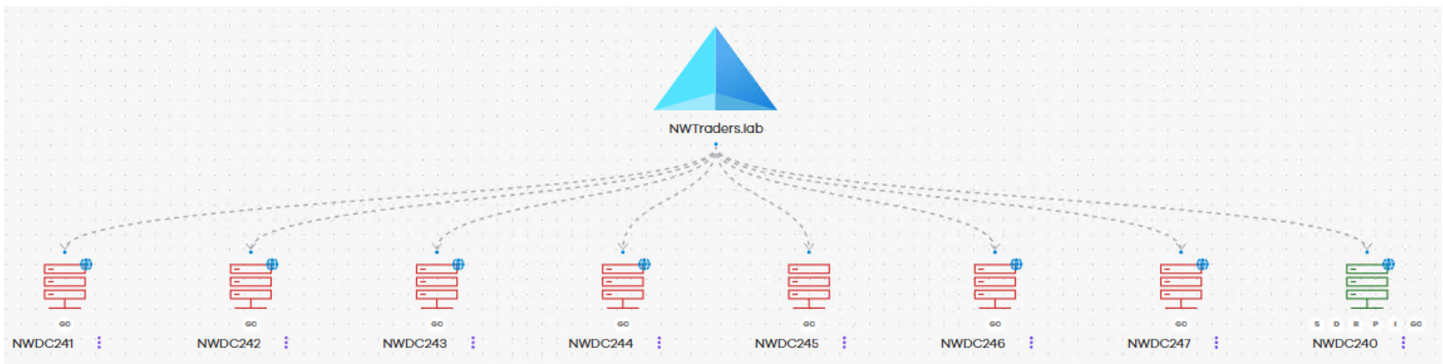 NWTraders.lab
GC GC GC GC GC GC GC S D B P I GC
NWDC241 NWDC242 NWDC243 NWDC244 NWDC245 NWDC246 NWDC247 NWDC240